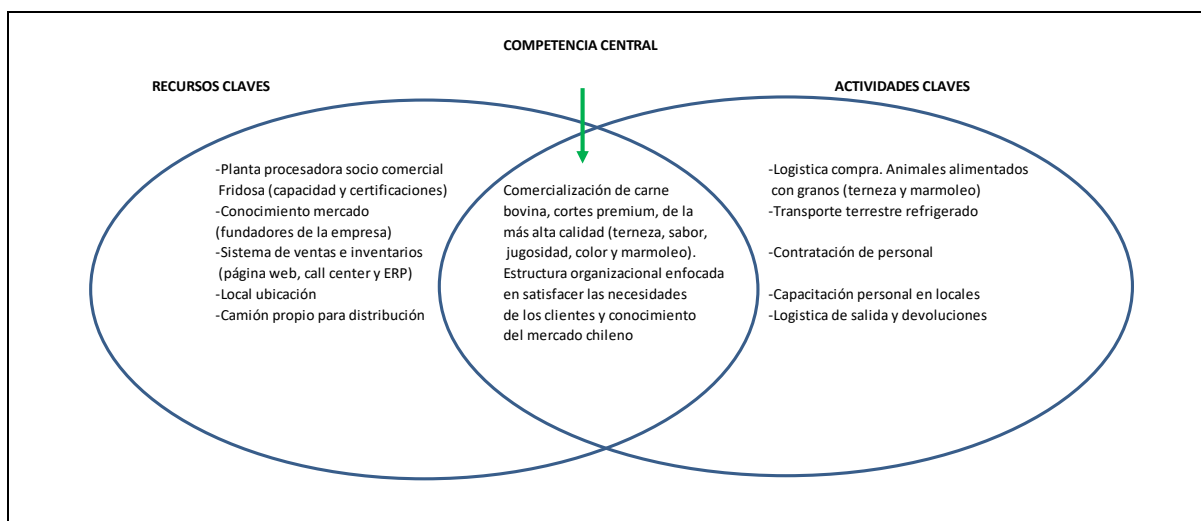 COMPETENCIA CENTRAL
RECURSOS CLAVES
ACTIVIDADES CLAVES
-Planta procesadora socio comercial
Fridosa (capacidad y certificaciones)
-Conocimiento mercado
(fundadores de la empresa)
-Sistema de ventas e inventarios
(página web, call center y ERP)
-Local ubicación
-Camión propio para distribución
Comercialización de carne
bovina, cortes premium, de la
más alta calidad (terneza, sabor,
jugosidad, color y marmoleo).
Estructura organizacional enfocada
en satisfacer las necesidades
de los clientes y conocimiento
del mercado chileno
-Logistica compra. Animales alimentados
con granos (terneza y marmoleo)
-Transporte terrestre refrigerado
-Contratación de personal
-Capacitación personal en locales
-Logistica de salida y devoluciones